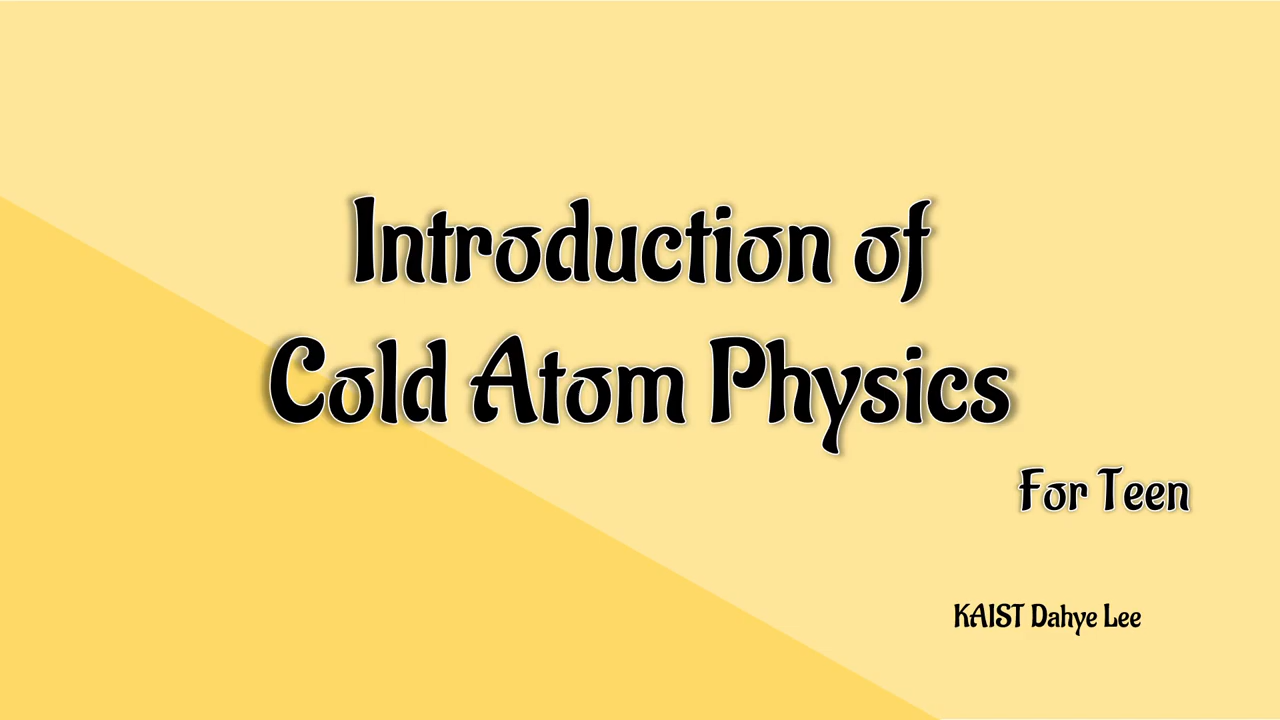 Introduction of
Cold Atom Physics
For Teen
KAIST Dahye Lee